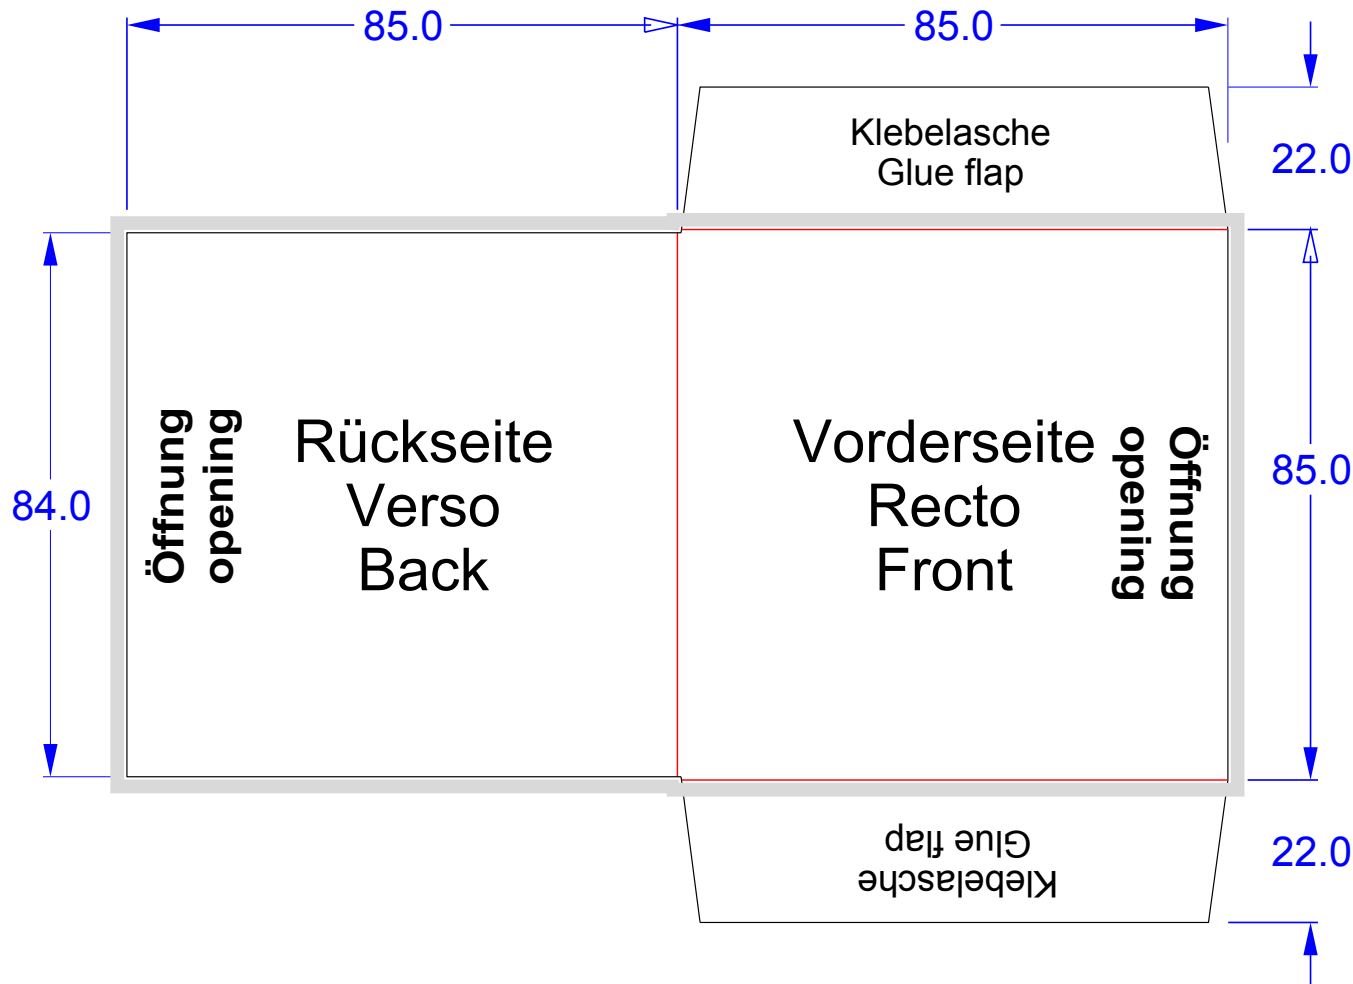 85.0
85.0
Klebelasche
Glue flap
22.0
Öffnung
opening
Rückseite
Verso
Back
84.0
Vorderseite
Recto
Front
Öffnung
opening
85.0
Klebelasche
Glue flap
22.0